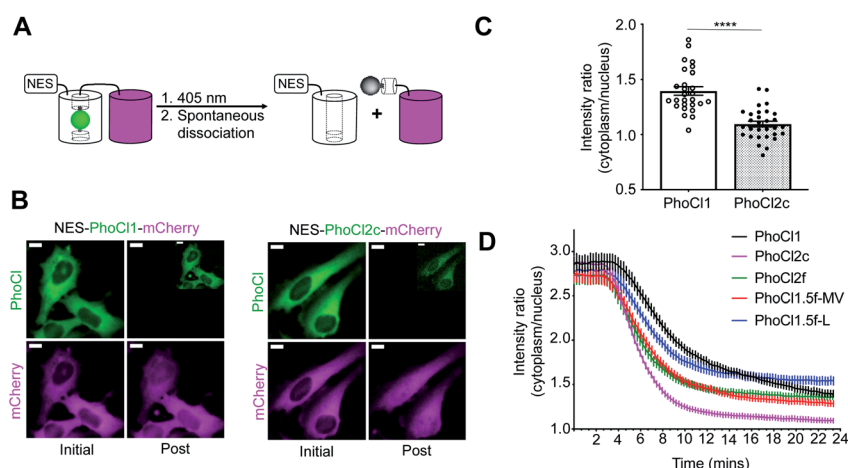 A
NES
1. 405 nm
2. Spontaneous
dissociation
NES
+
B
NES-PhoCl1-mCherry
NES-PhoCl2c-mCherry
PhoCl
mCherry
Initial
Post
PhoCl
mCherry
Initial
Post
C
****
Intensity ratio
(cytoplasm/nucleus)
2.0
1.5
1.0
0.5
PhoCl1
PhoCl2c
D
Intensity ratio
(cytoplasm/nucleus)
3.0
2.5
2.0
1.5
1.0
PhoCl1
PhoCl2c
PhoCl2f
PhoCl1.5f-MV
PhoCl1.5f-L
2 4 6 8 10 12 14 16 18 20 22 24
Time (mins)